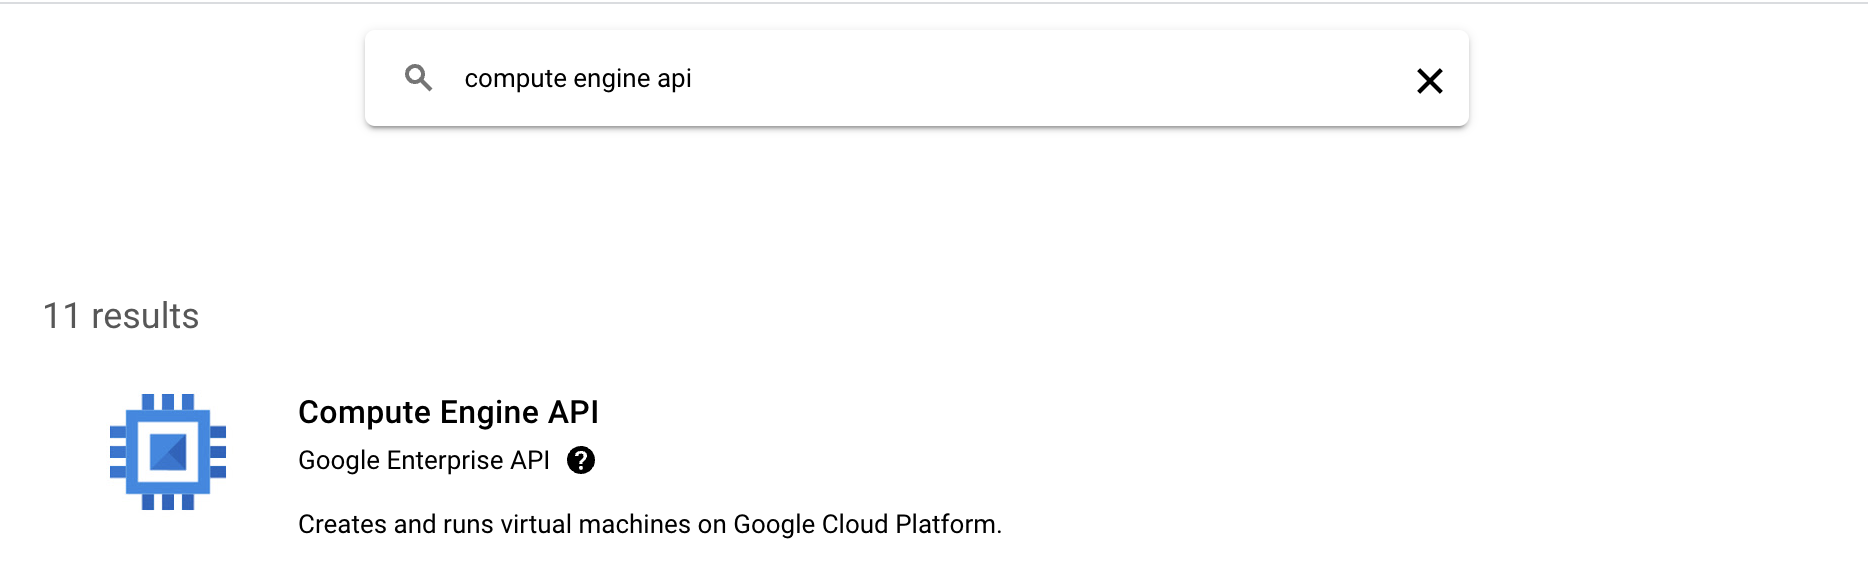 compute engine api
11 results
Compute Engine API
Google Enterprise API ?
Creates and runs virtual machines on Google Cloud Platform.